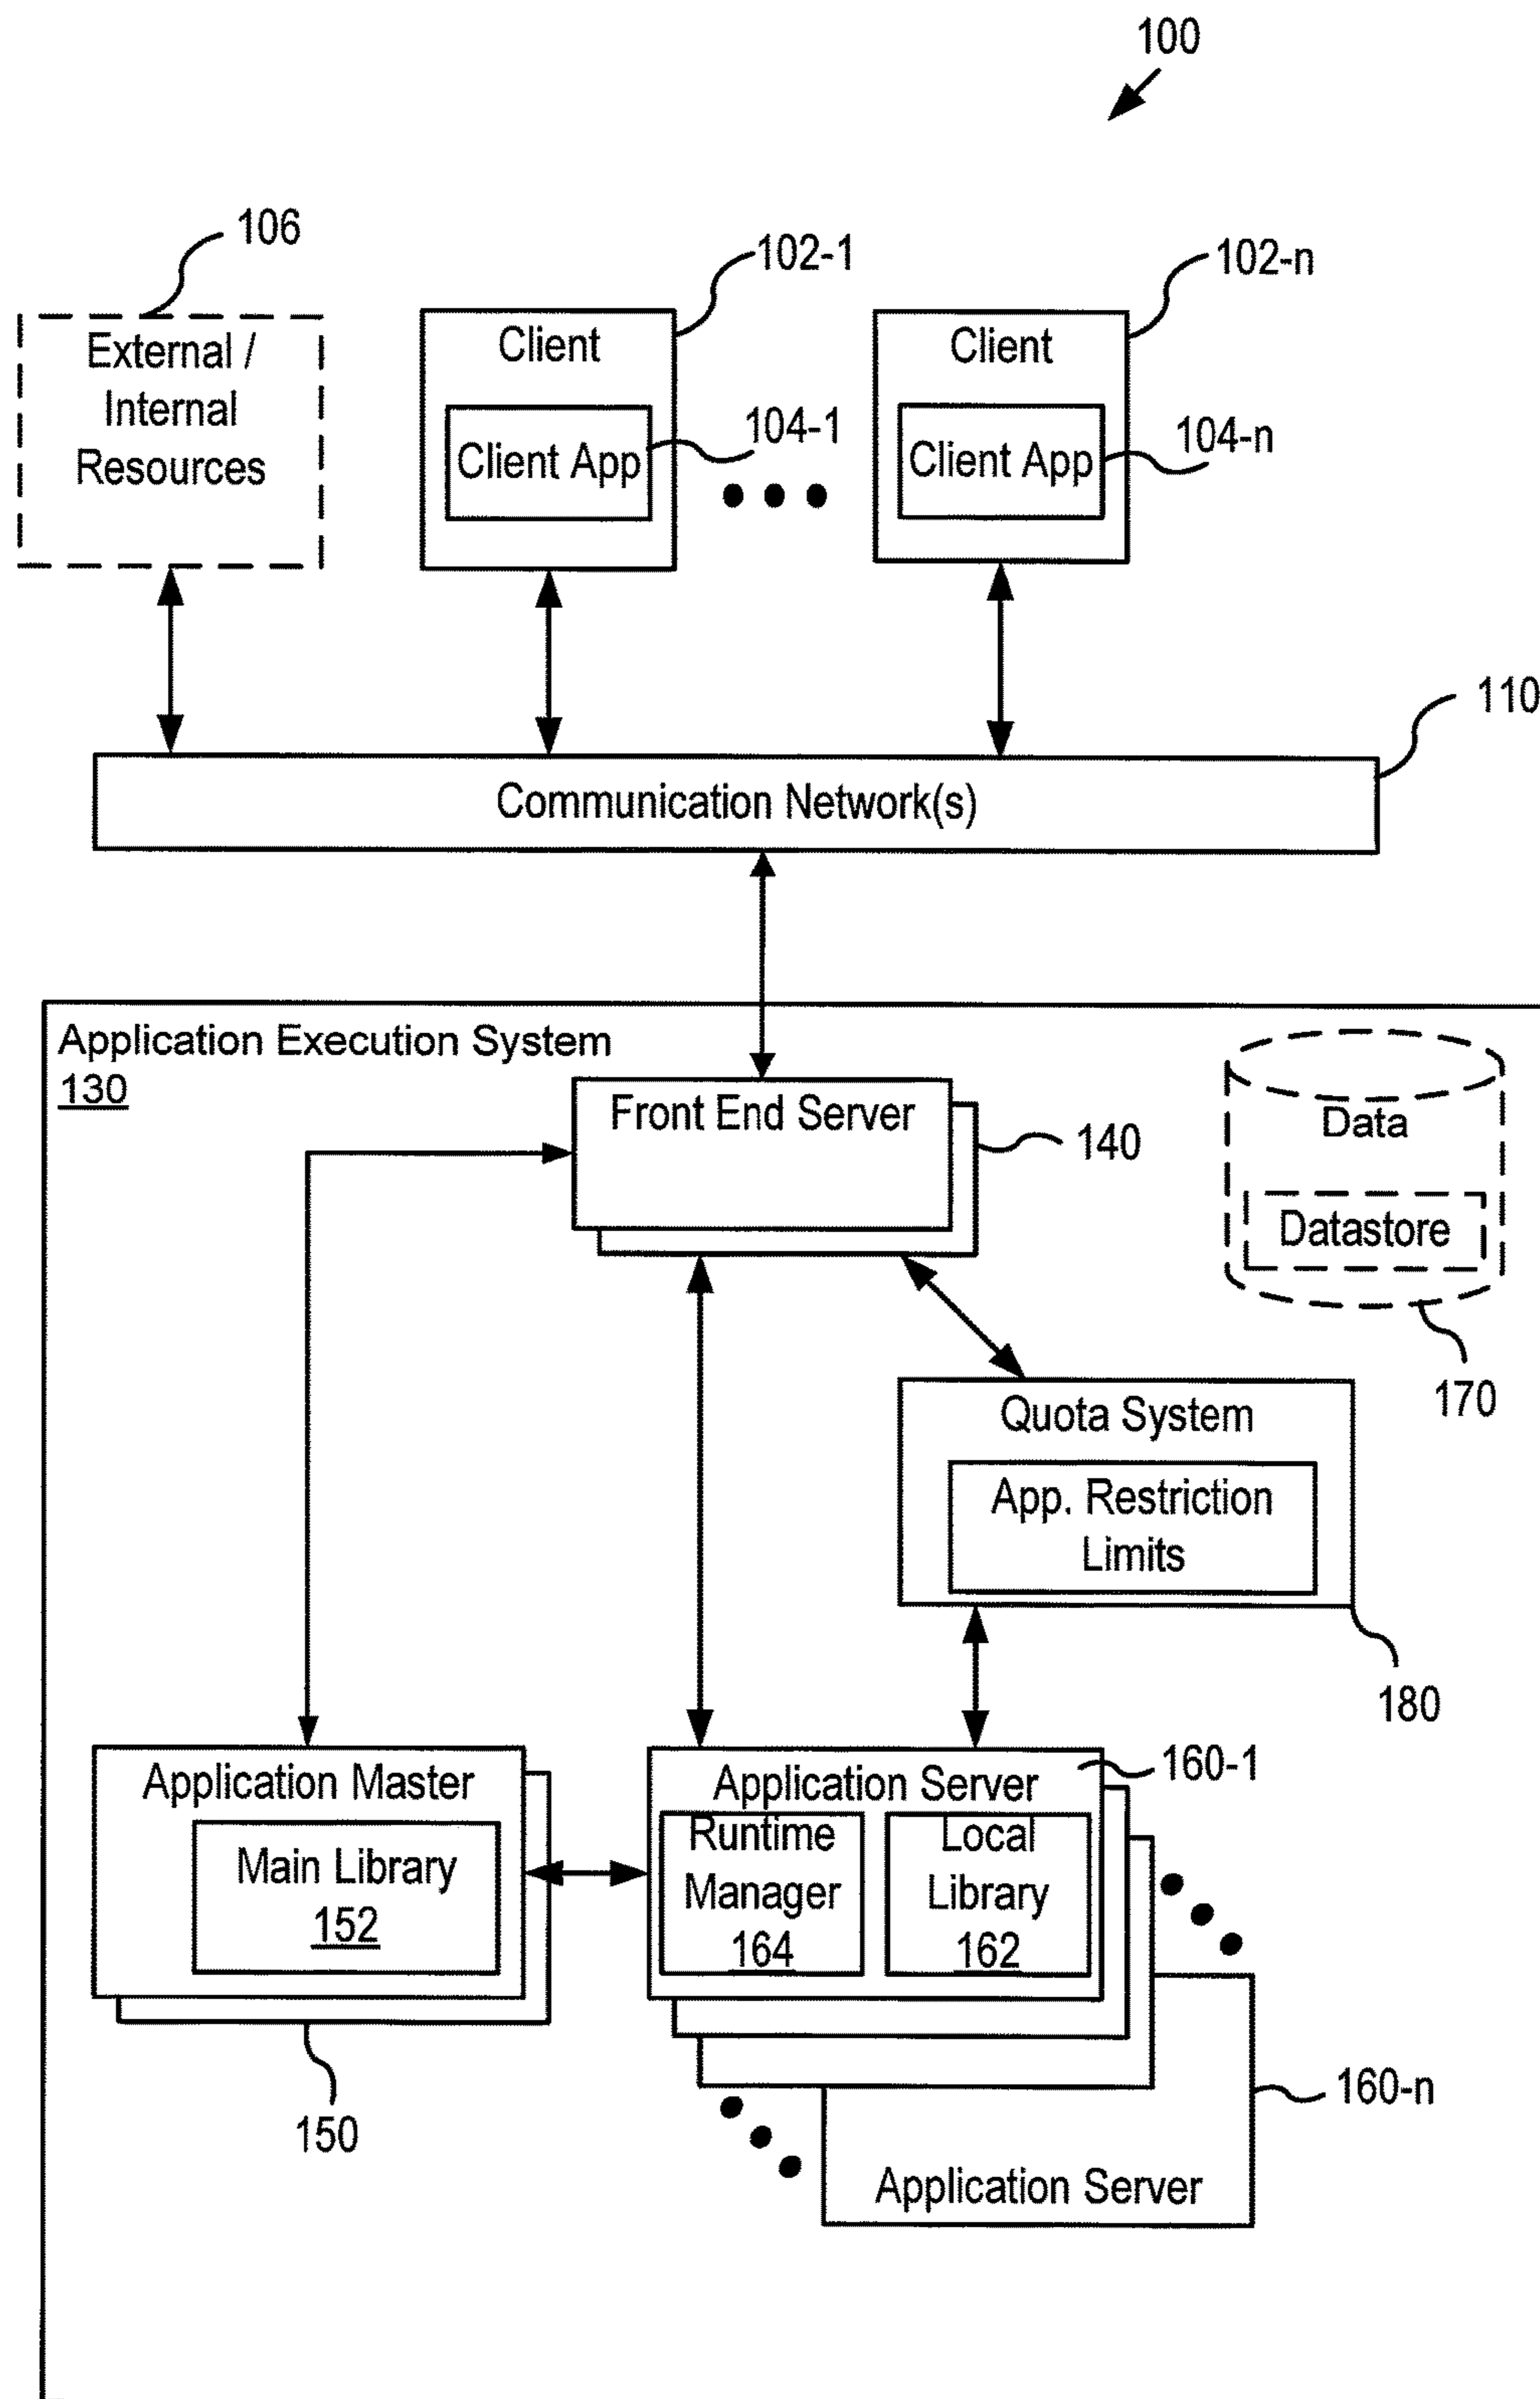 100
106
102-1
102-n
External /
Internal
Resources
Client
Client App
104-1
Client
Client App
104-n
110
Communication Network(s)
Application Execution System
130
Front End Server
140
Data
Datastore
170
Quota System
App. Restriction
Limits
180
Application Master
Main Library
152
150
Application Server
160-1
Runtime
Manager
164
Local
Library
162
160-n
Application Server